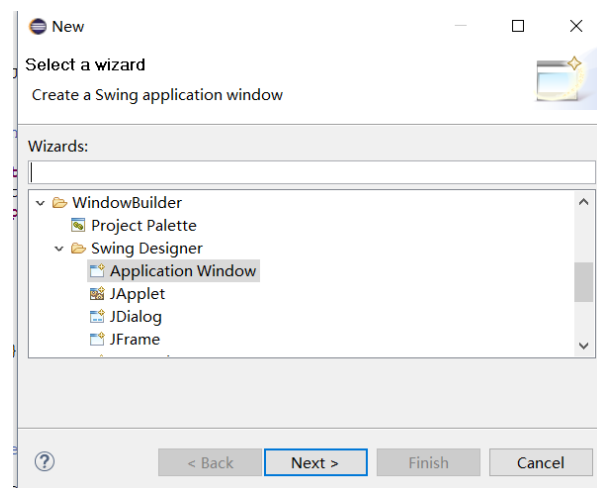 New
Select a wizard
Create a Swing application window
Wizards:
WindowBuilder
Project Palette
Swing Designer
Application Window
JApplet
JDialog
JFrame
< Back Next > Finish Cancel